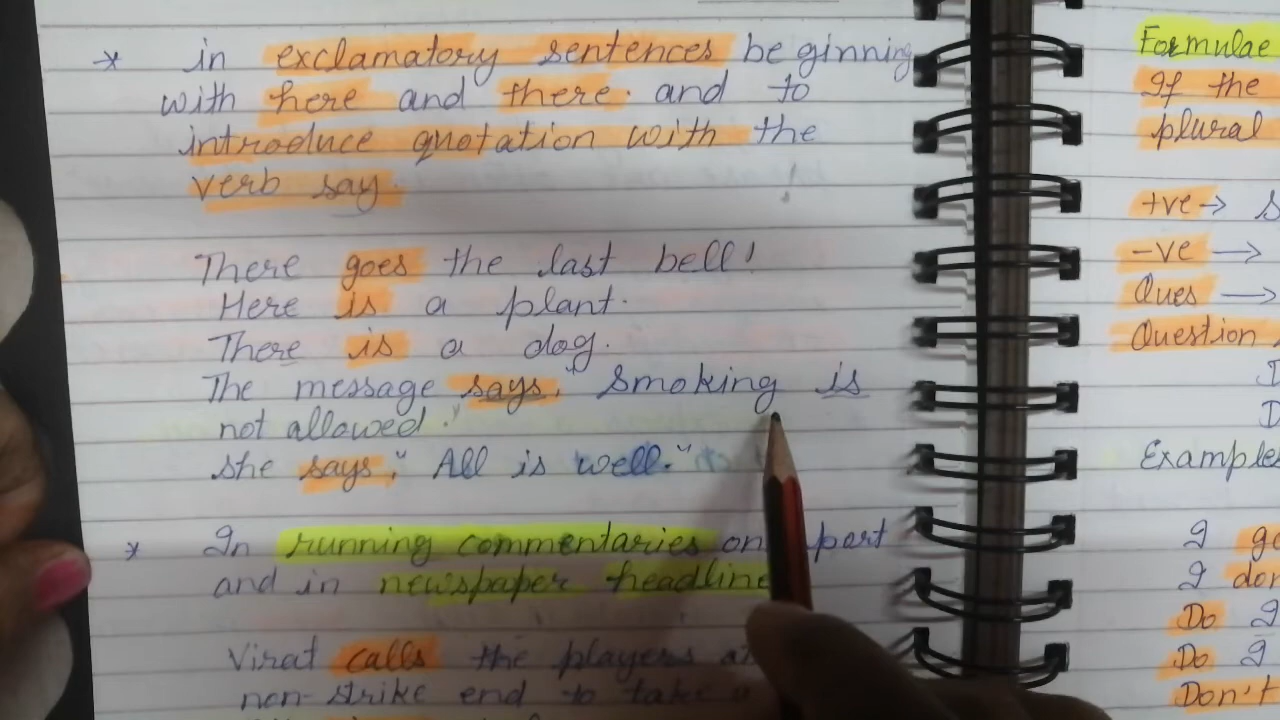 * in exclamatory sentences beginning
with here and there. and to
introduce quotation with the
verb say.
There goes the last bell!
Here is a plant.
There is a dog.
The message says, "Smoking is
not allowed."
She says, "All is well."
* In running commentaries on
and in newspaper headline
Virat calls the players
non-strike end to take
Formulae
If the
plural
+ve →
-ve →
Ques →
Question
Examples
I
I don
Do I
Do I
Don't